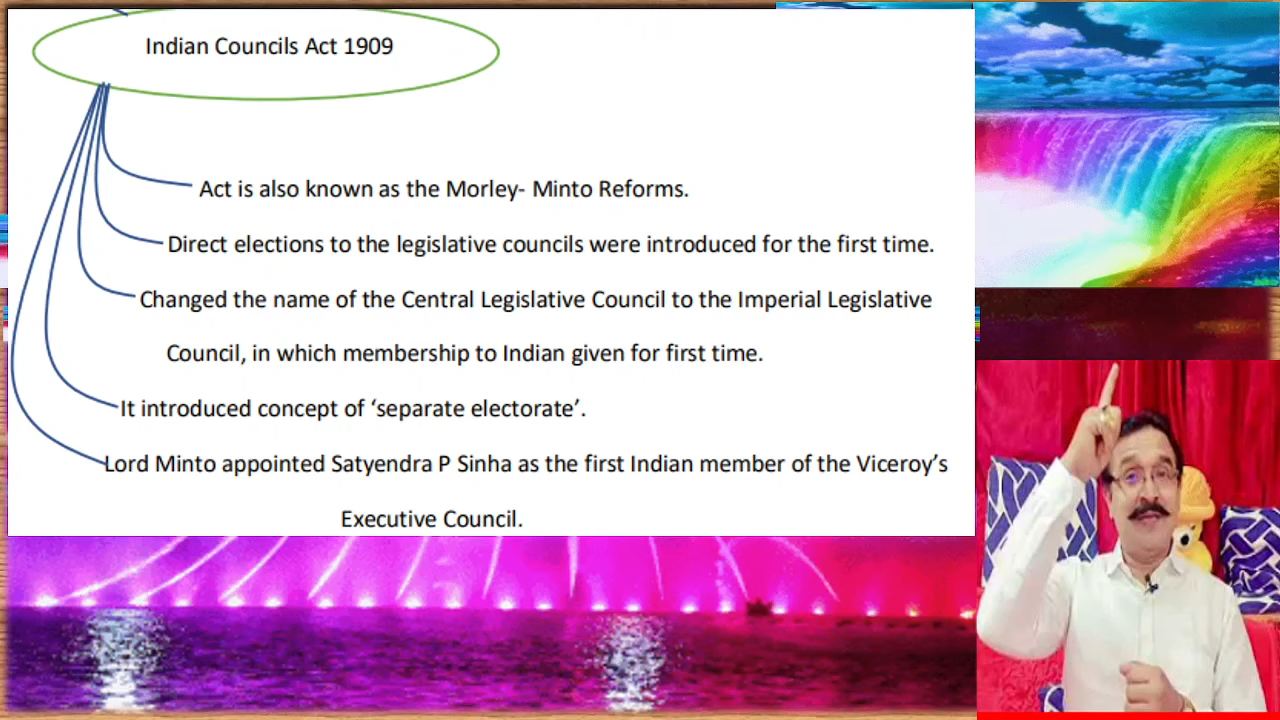 Indian Councils Act 1909
Act is also known as the Morley- Minto Reforms.
Direct elections to the legislative councils were introduced for the first time.
Changed the name of the Central Legislative Council to the Imperial Legislative
Council, in which membership to Indian given for first time.
It introduced concept of ‘separate electorate’.
Lord Minto appointed Satyendra P Sinha as the first Indian member of the Viceroy’s
Executive Council.